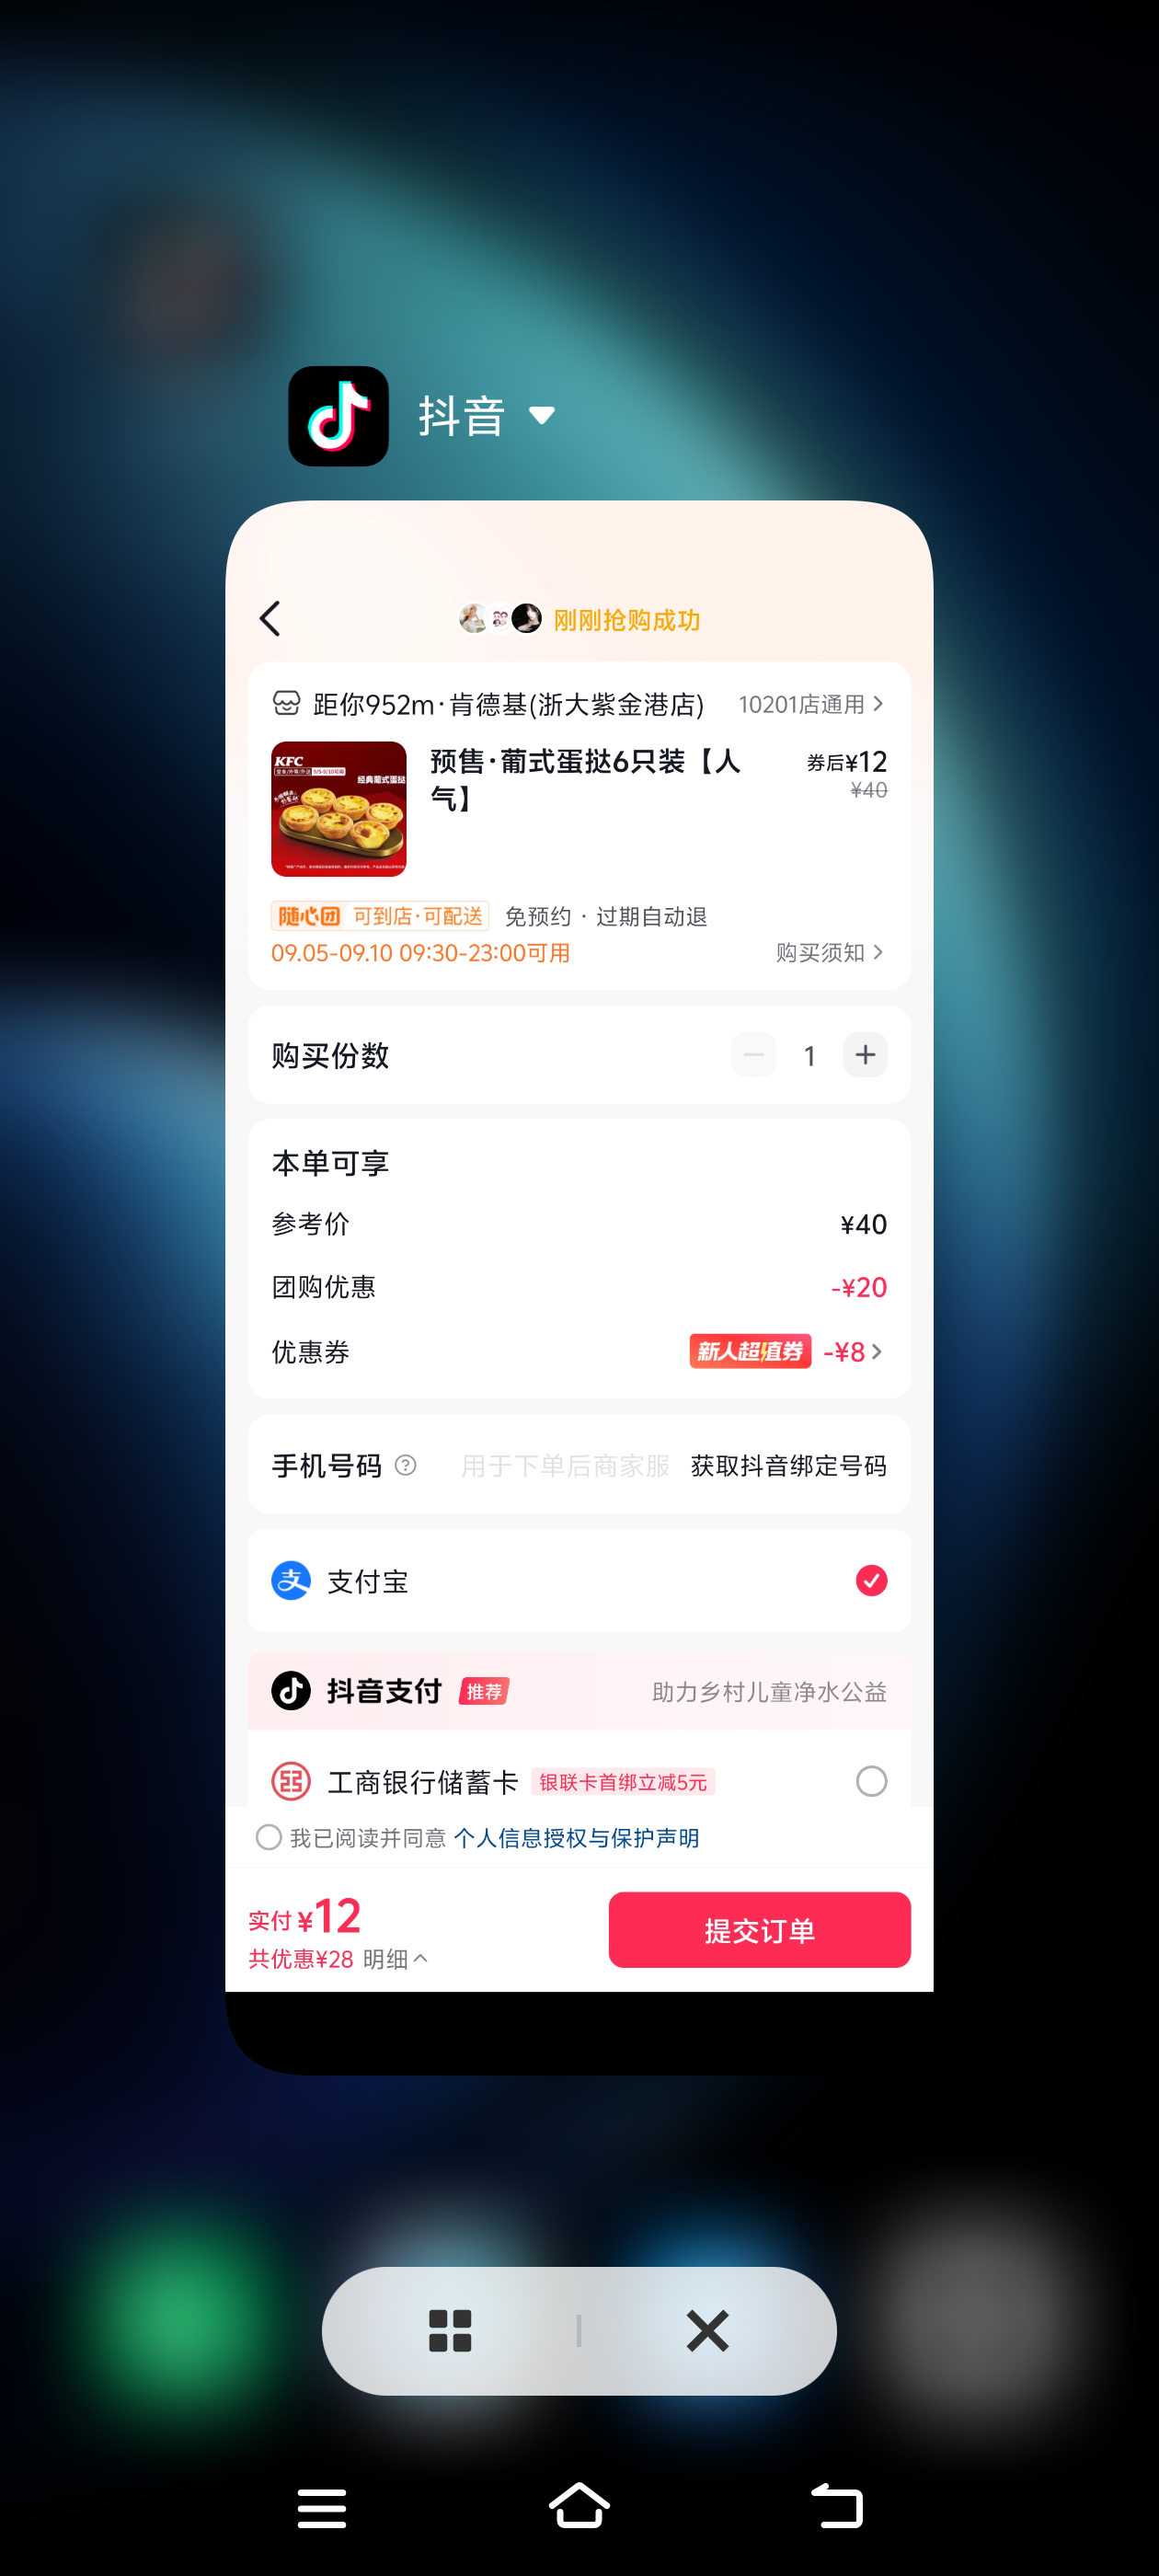 抖音
刚刚抢购成功
距你952m·肯德基(浙大紫金港店) 10201店通用
KFC
经典葡式蛋挞
预售·葡式蛋挞6只装【人气】 券后¥12
¥40
随心团 可到店·可配送 免预约 · 过期自动退
09.05-09.10 09:30-23:00可用 购买须知
购买份数 1
本单可享
参考价 ¥40
团购优惠 -¥20
优惠券 新人超值券 -¥8
手机号码 用于下单后商家服 获取抖音绑定号码
支 支付宝
抖音支付 推荐 助力乡村儿童净水公益
工商银行储蓄卡 银联卡首绑立减5元
我已阅读并同意 个人信息授权与保护声明
实付 ¥12
共优惠¥28 明细
提交订单